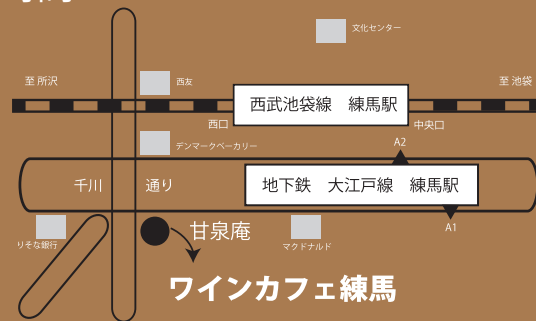 文化センター
至 所沢
西友
至 池袋
西武池袋線　練馬駅
西口
中央口
デンマークベーカリー
A2
千川
通り
地下鉄　大江戸線　練馬駅
りそな銀行
甘泉庵
マクドナルド
A1
ワインカフェ練馬